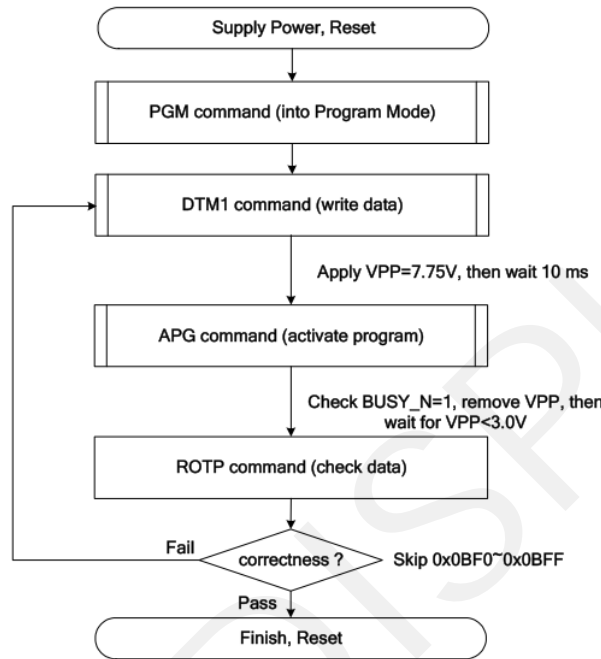 Supply Power, Reset
PGM command (into Program Mode)
DTM1 command (write data)
Apply VPP=7.75V, then wait 10 ms
APG command (activate program)
Check BUSY_N=1, remove VPP, then
wait for VPP<3.0V
ROTP command (check data)
Fail
correctness ?
Skip 0x0BF0~0x0BFF
Pass
Finish, Reset